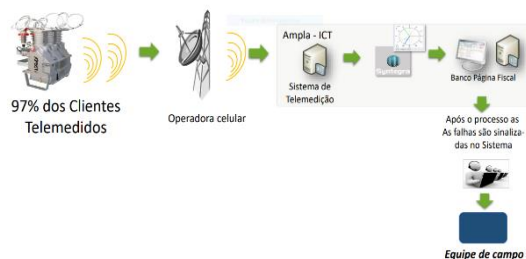 97% dos Clientes
Telemedidos
Operadora celular
Ampla - ICT
Sistema de
Telemedição
Banco Página Fiscal
Após o processo as
As falhas são sinaliza-
das no Sistema
Equipe de campo